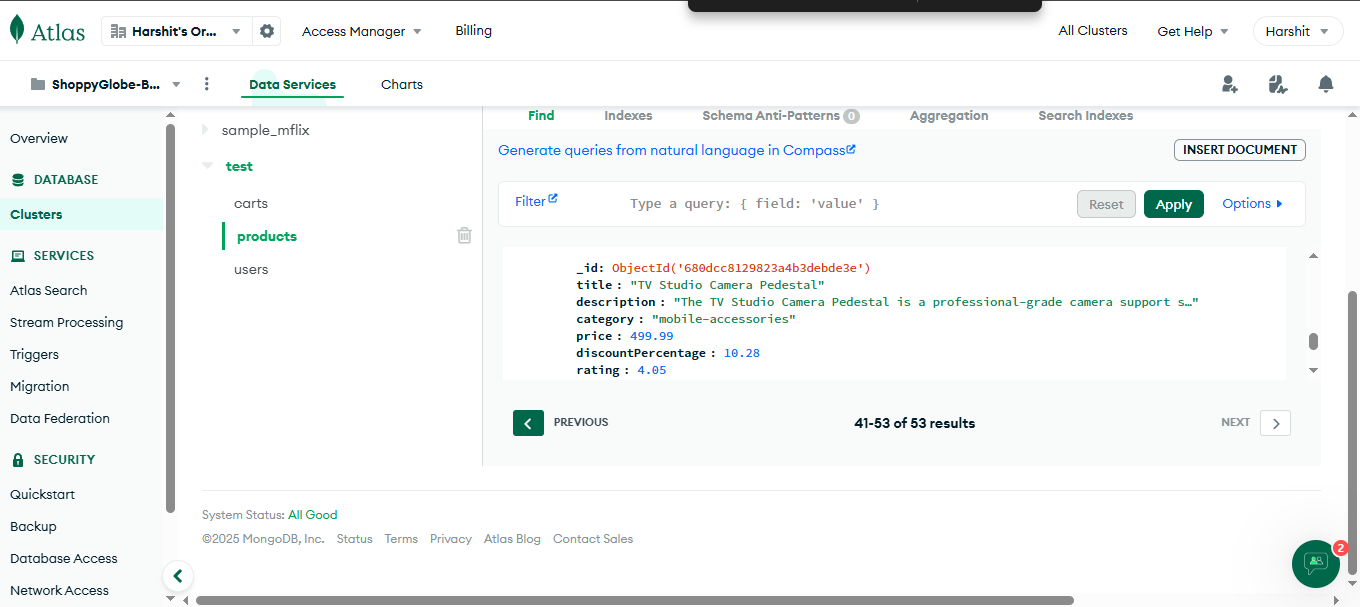 Atlas
Harshit's Or...
Access Manager
Billing
All Clusters
Get Help
Harshit
ShoppyGlobe-B...
Data Services
Charts
Overview
DATABASE
Clusters
SERVICES
Atlas Search
Stream Processing
Triggers
Migration
Data Federation
SECURITY
Quickstart
Backup
Database Access
Network Access
sample_mflix
test
carts
products
users
Find
Indexes
Schema Anti-Patterns 0
Aggregation
Search Indexes
Generate queries from natural language in Compass
INSERT DOCUMENT
Filter
Type a query: { field: 'value' }
Reset
Apply
Options
_id: ObjectId('680dcc8129823a4b3debde3e')
title : "TV Studio Camera Pedestal"
description : "The TV Studio Camera Pedestal is a professional-grade camera support s…"
category : "mobile-accessories"
price : 499.99
discountPercentage : 10.28
rating : 4.05
PREVIOUS
41-53 of 53 results
NEXT
System Status: All Good
©2025 MongoDB, Inc. Status Terms Privacy Atlas Blog Contact Sales
2